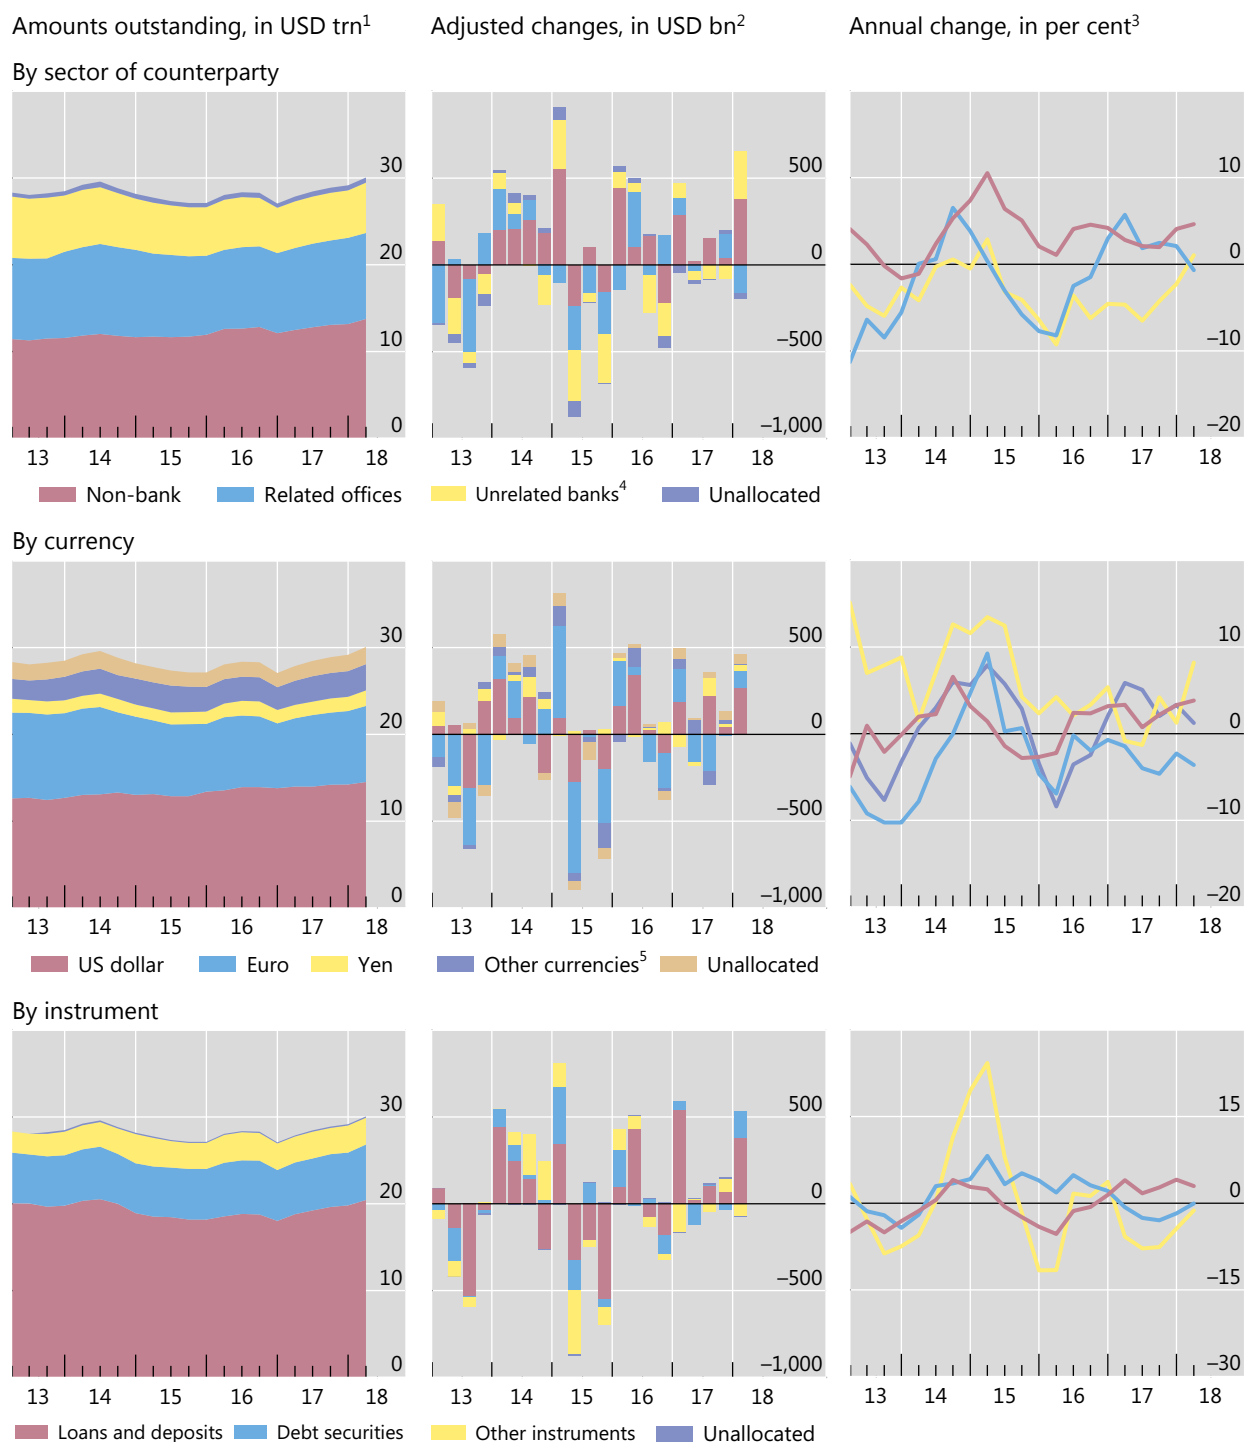 Amounts outstanding, in USD trn1 Adjusted changes, in USD bn2 Annual change, in per cent3
By sector of counterparty
30 20 10 0
13 14 15 16 17 18
500 0 –500 –1,000
13 14 15 16 17 18
10 0 –10 –20
13 14 15 16 17 18
Non-bank Related offices Unrelated banks4 Unallocated
By currency
30 20 10 0
13 14 15 16 17 18
500 0 –500 –1,000
13 14 15 16 17 18
10 0 –10 –20
13 14 15 16 17 18
US dollar Euro Yen Other currencies5 Unallocated
By instrument
30 20 10 0
13 14 15 16 17 18
500 0 –500 –1,000
13 14 15 16 17 18
15 0 –15 –30
13 14 15 16 17 18
Loans and deposits Debt securities Other instruments Unallocated